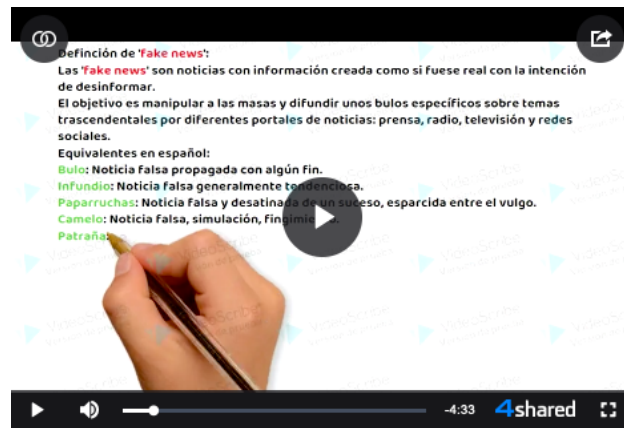 Definción de 'fake news':
Las 'fake news' son noticias con información creada como si fuese real con la intención
de desinformar.
El objetivo es manipular a las masas y difundir unos bulos específicos sobre temas
trascendentales por diferentes portales de noticias: prensa, radio, televisión y redes
sociales.
Equivalentes en español:
Bulo: Noticia falsa propagada con algún fin.
Infundio: Noticia falsa generalmente tendenciosa.
Paparruchas: Noticia falsa y desatinada de un suceso, esparcida entre el vulgo.
Camelo: Noticia falsa, simulación,
Patraña:
VideoScribe
-4:33 4shared